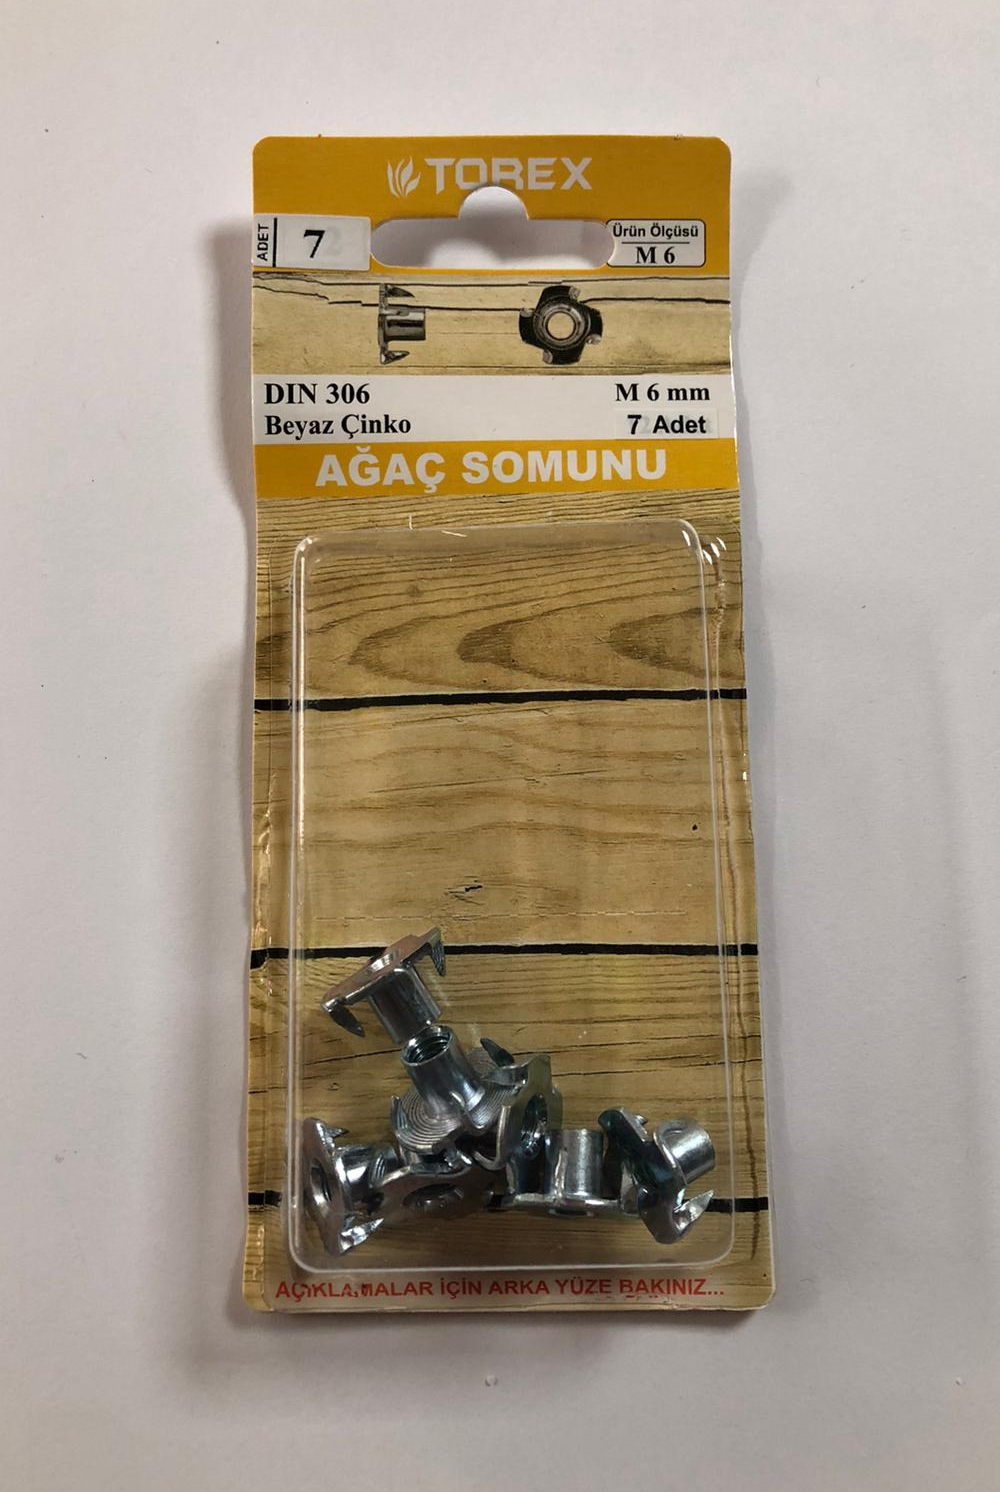 TOREX
ADET
7
Ürün Ölçüsü
M 6
DIN 306
M 6 mm
Beyaz Çinko
7 Adet
AĞAÇ SOMUNU
AÇIKLAMALAR İÇİN ARKA YÜZE BAKINIZ...